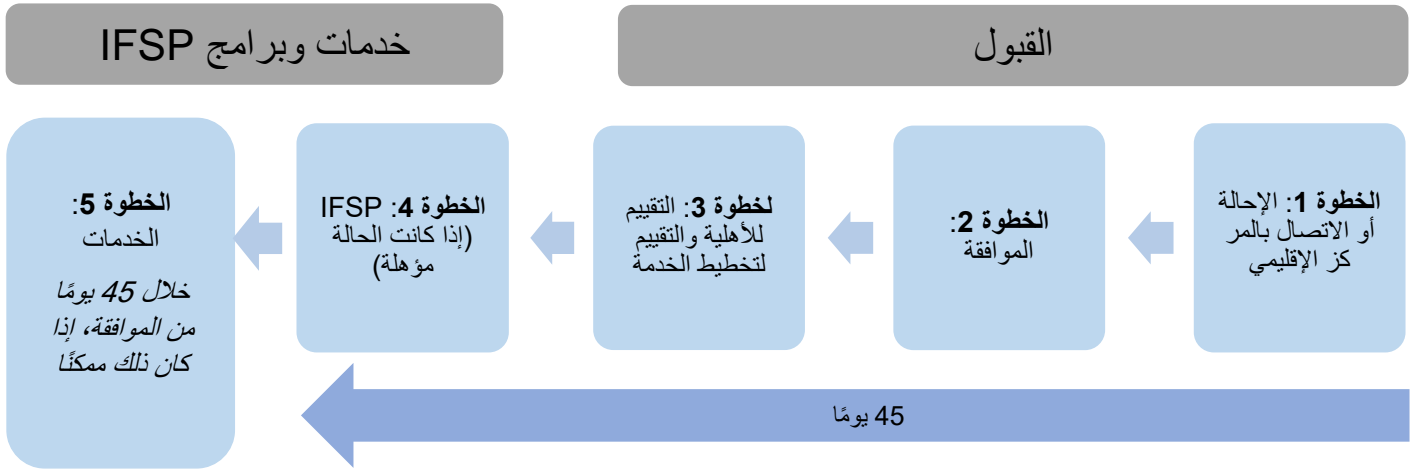 القبول
خدمات وبرامج IFSP
الخطوة 1: الإحالة
أو الاتصال بالمر
كز الإقليمي
الخطوة 2:
الموافقة
لخطوة 3: التقييم
للأهلية والتقييم
لتخطيط الخدمة
الخطوة 4: IFSP
(إذا كانت الحالة
مؤهلة)
الخطوة 5:
الخدمات
خلال 45 يومًا
من الموافقة، إذا
كان ذلك ممكنًا
45 يومًا